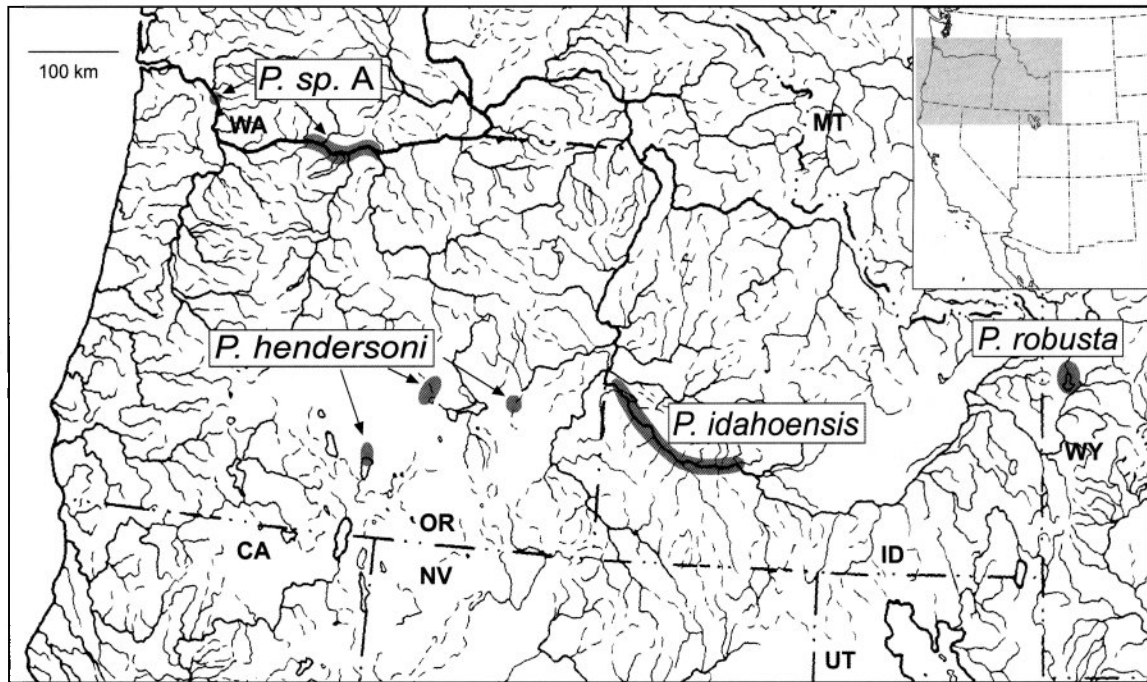 100 km
P. sp. A
WA
MT
P. hendersoni
P. robusta
P. idahoensis
WY
OR
CA
NV
ID
UT